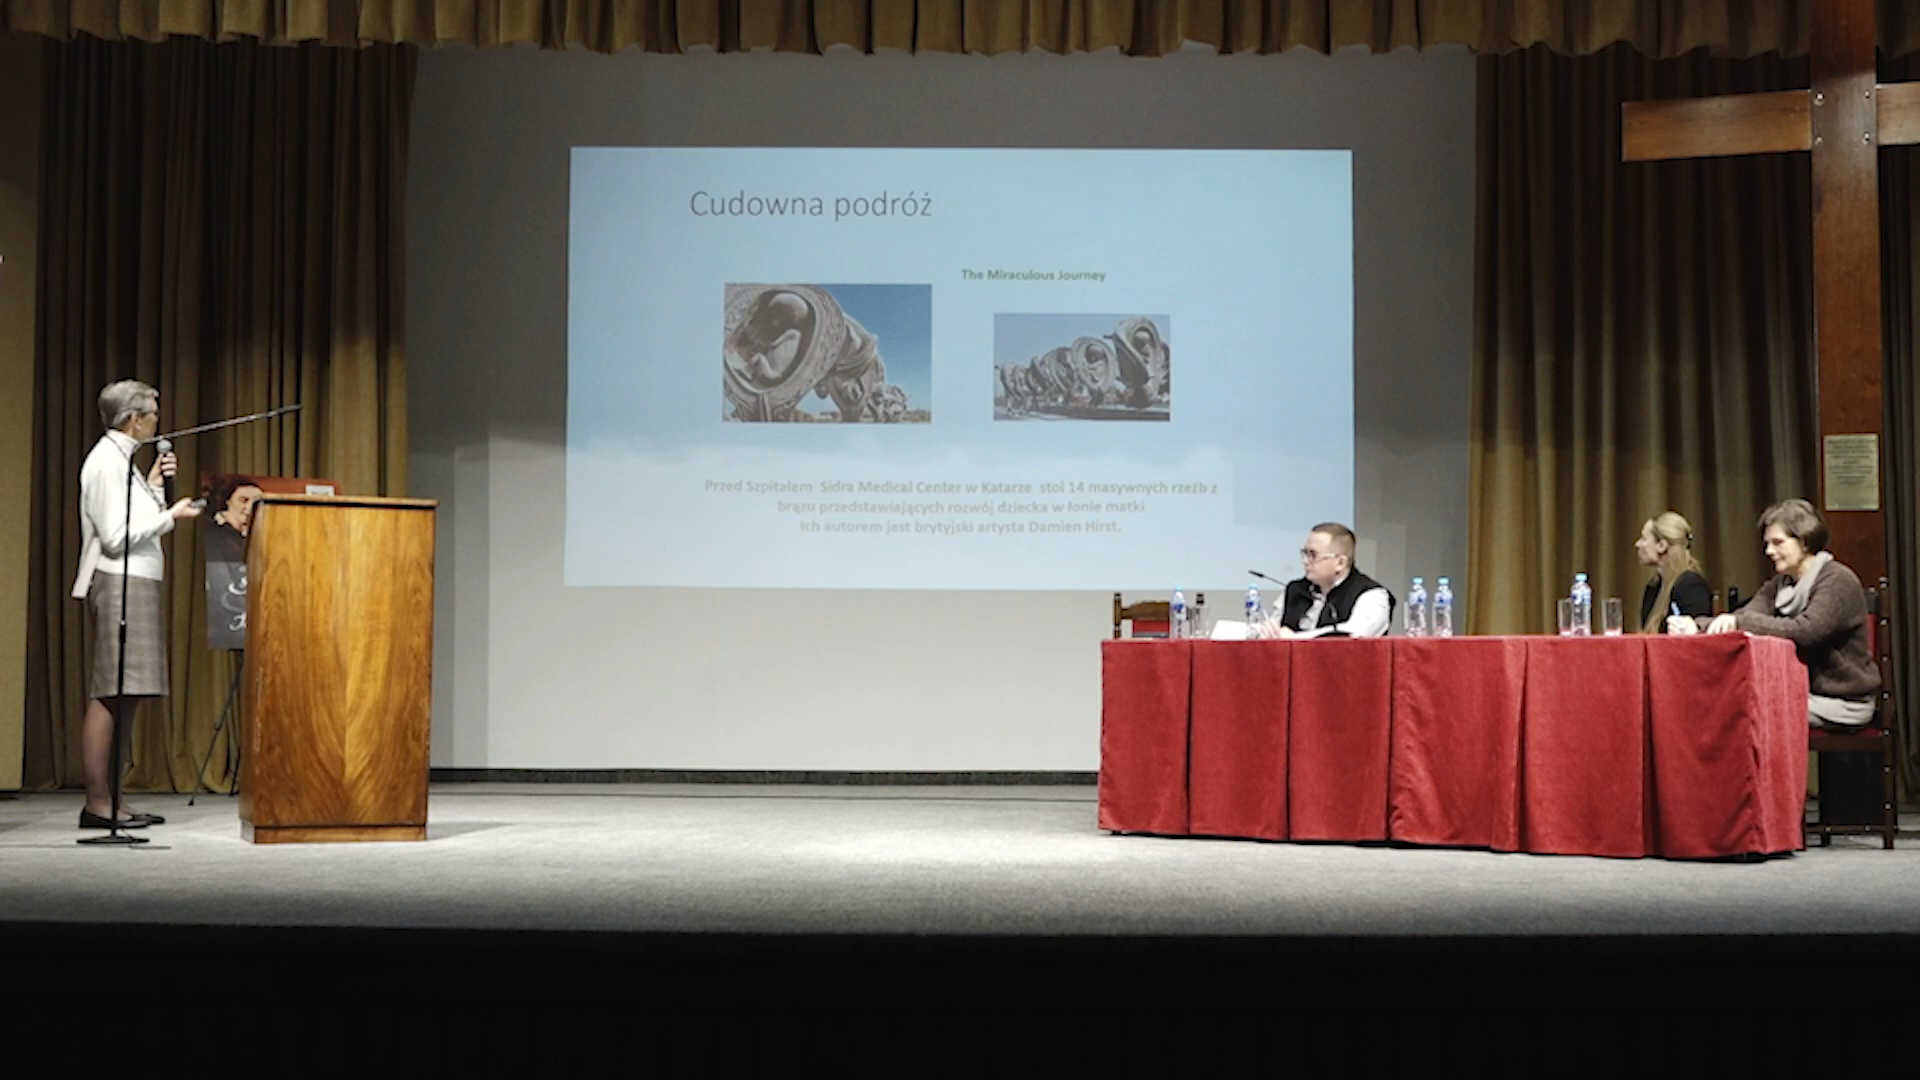 Cudowna podróż
The Miraculous Journey
Przed Szpitalem Sidra Medical Center w Katarze stoi 14 masywnych rzeźb z
brązu przedstawiających rozwój dziecka w łonie matki
Ich autorem jest brytyjski artysta Damien Hirst.